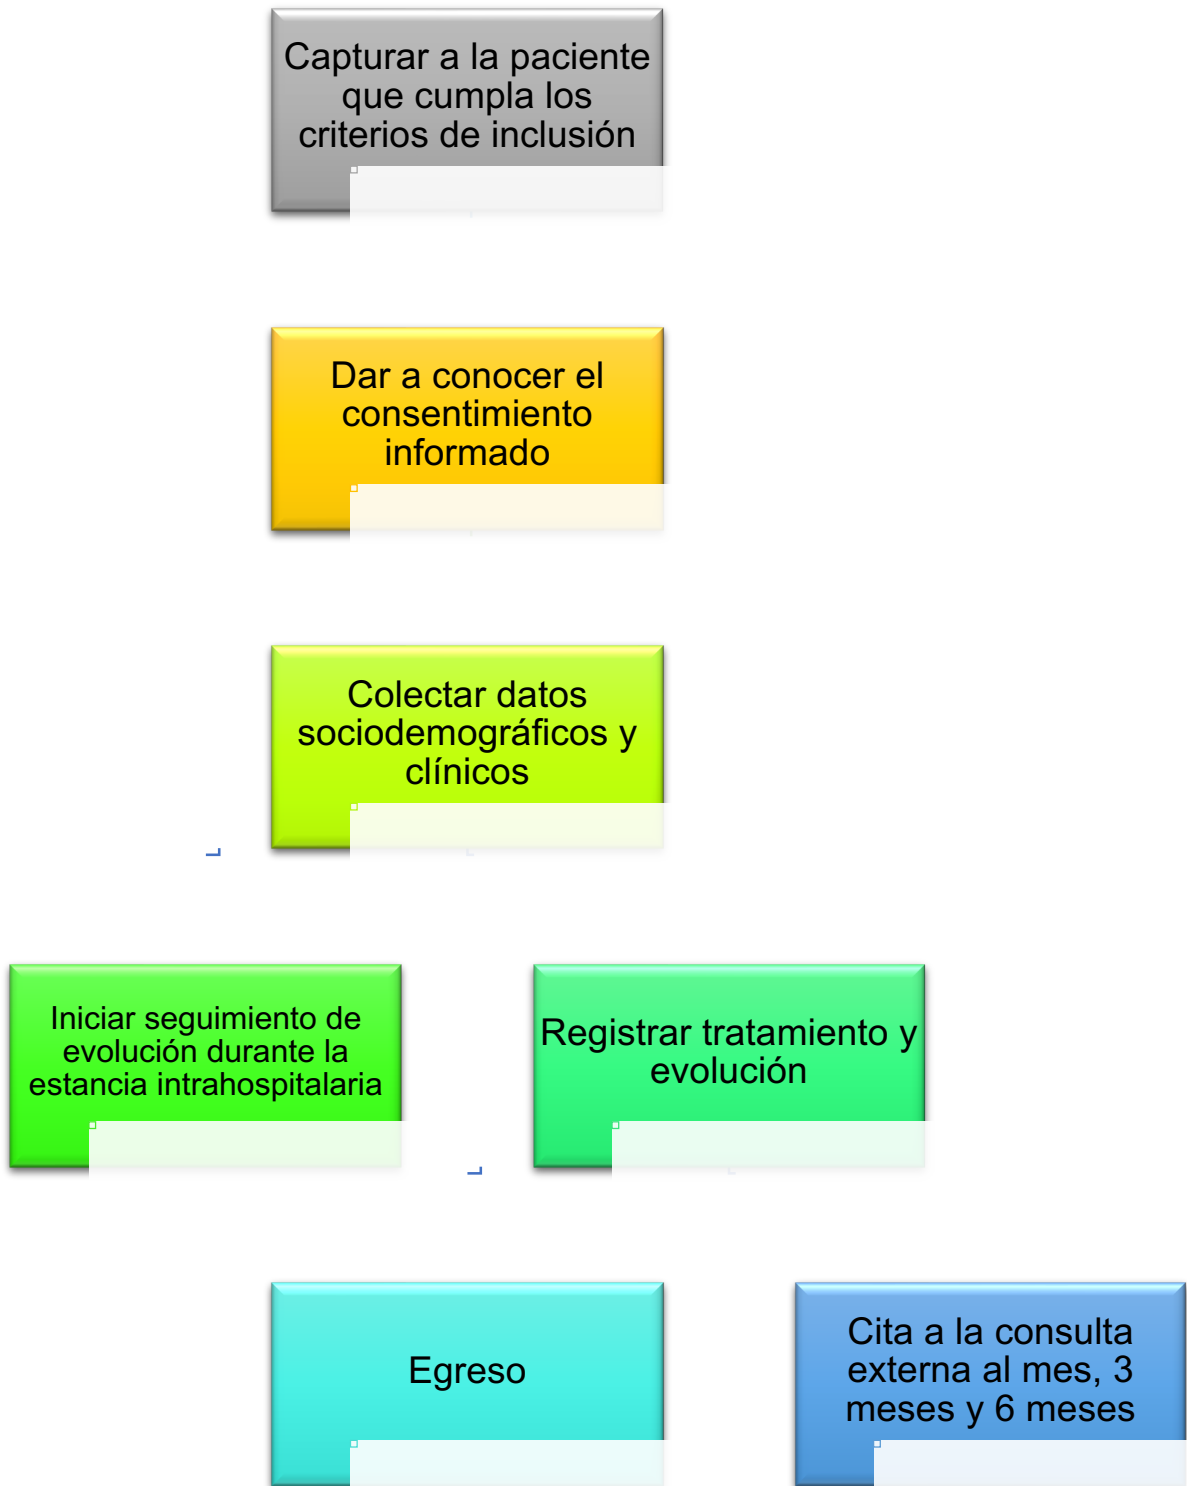 Capturar a la paciente
que cumpla los
criterios de inclusión
Dar a conocer el
consentimiento
informado
Colectar datos
sociodemográficos y
clínicos
Iniciar seguimiento de
evolución durante la
estancia intrahospitalaria
Registrar tratamiento y
evolución
Egreso
Cita a la consulta
externa al mes, 3
meses y 6 meses